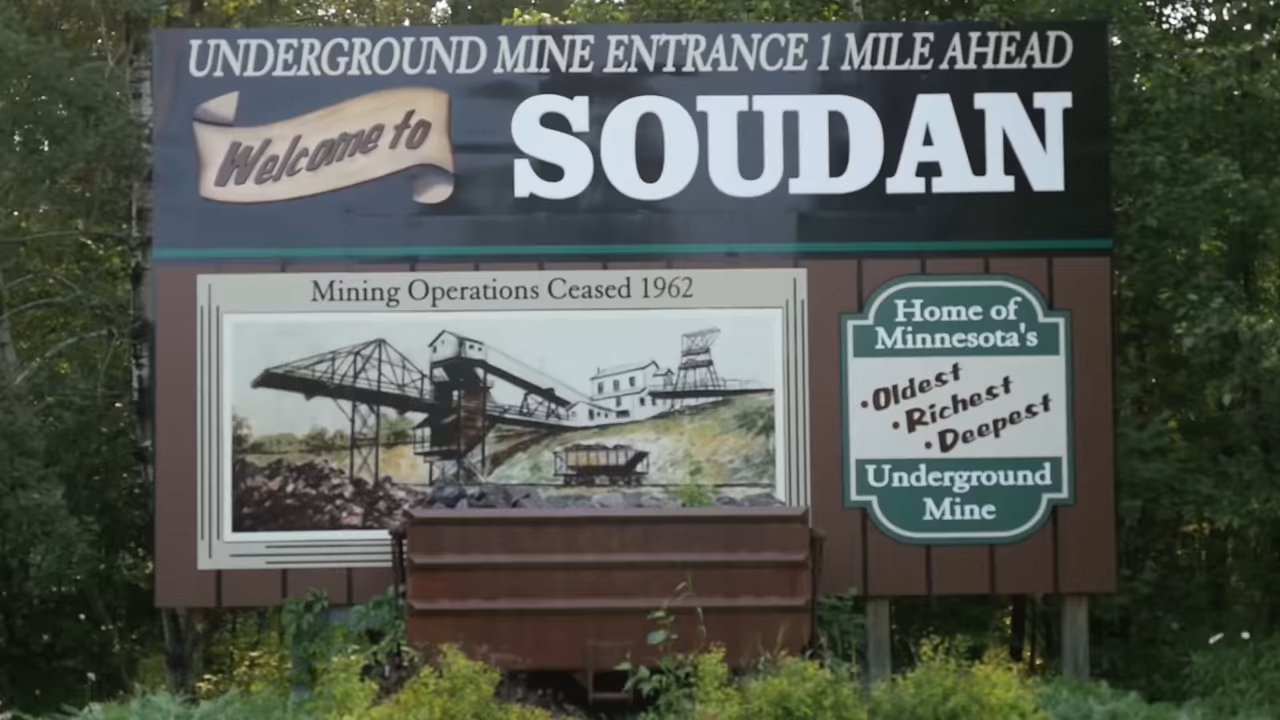 UNDERGROUND MINE ENTRANCE 1 MILE AHEAD
Welcome to
SOUDAN
Mining Operations Ceased 1962
Home of
Minnesota's
•Oldest
•Richest
•Deepest
Underground
Mine